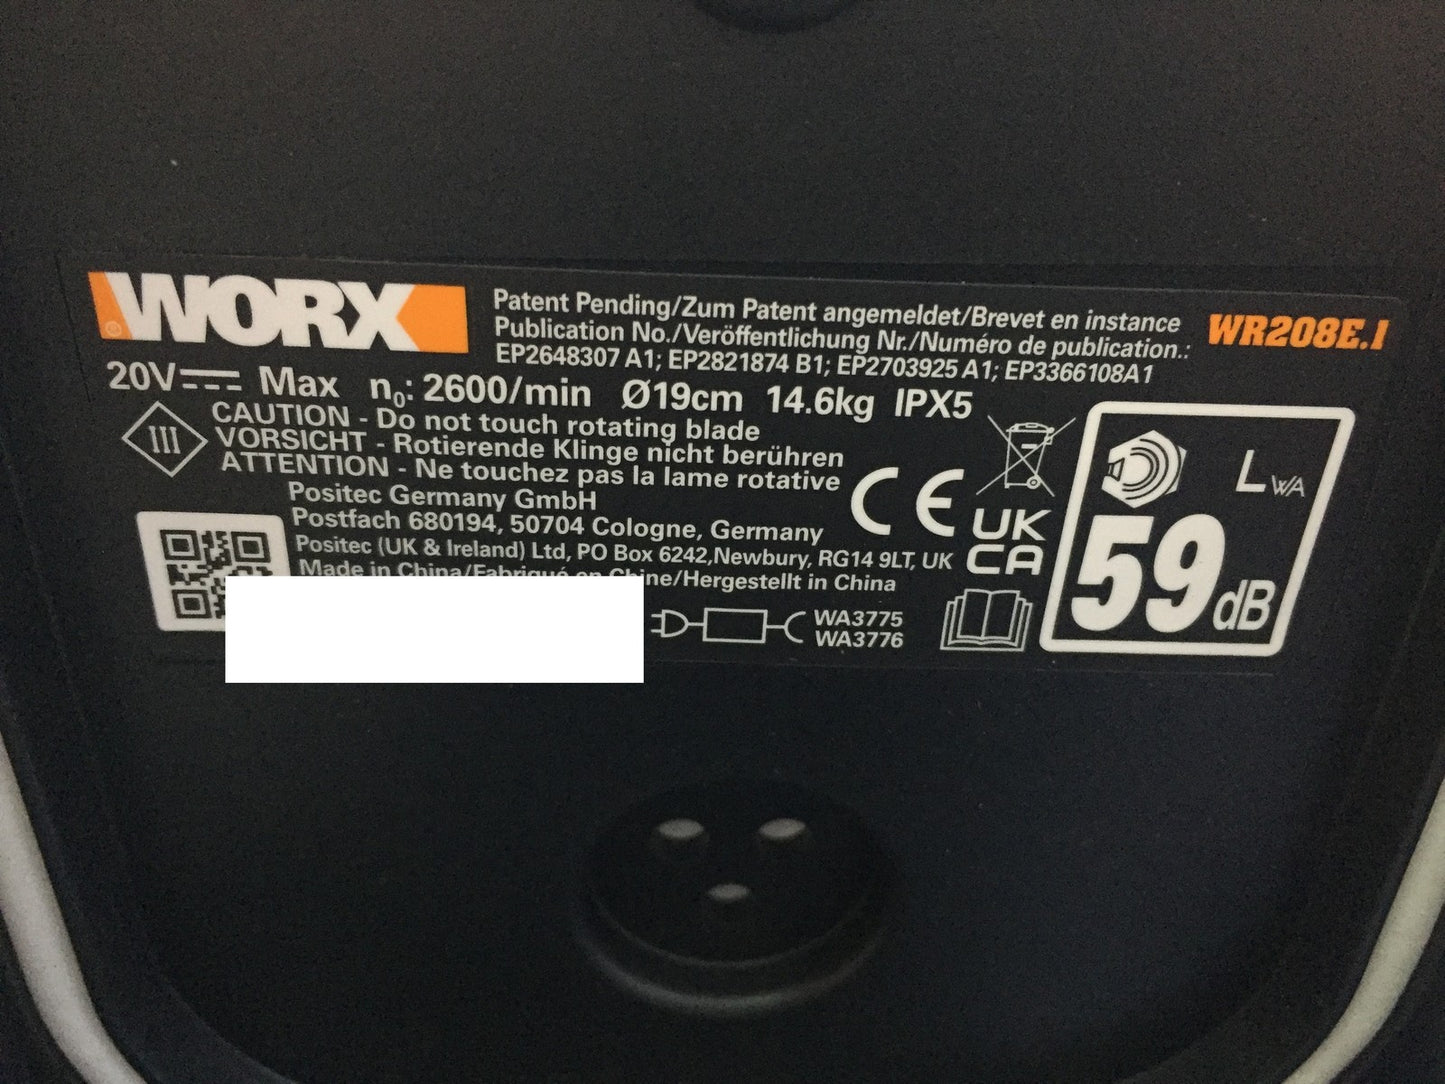 WORX
Patent Pending/Zum Patent angemeldet/Brevet en instance
Publication No./Veröffentlichung Nr./Numéro de publication.:
EP2648307 A1; EP2821874 B1; EP2703925 A1; EP3366108A1
WR208E.1
20V Max n0: 2600/min Ø19cm 14.6kg IPX5
III
CAUTION - Do not touch rotating blade
VORSICHT - Rotierende Klinge nicht berühren
ATTENTION - Ne touchez pas la lame rotative
Positec Germany GmbH
Postfach 680194, 50704 Cologne, Germany
Positec (UK & Ireland) Ltd, PO Box 6242,Newbury, RG14 9LT, UK
Made in China/Fabriqué en Chine/Hergestellt in China
WA3775
WA3776
CE
UK
CA
LWA
59dB